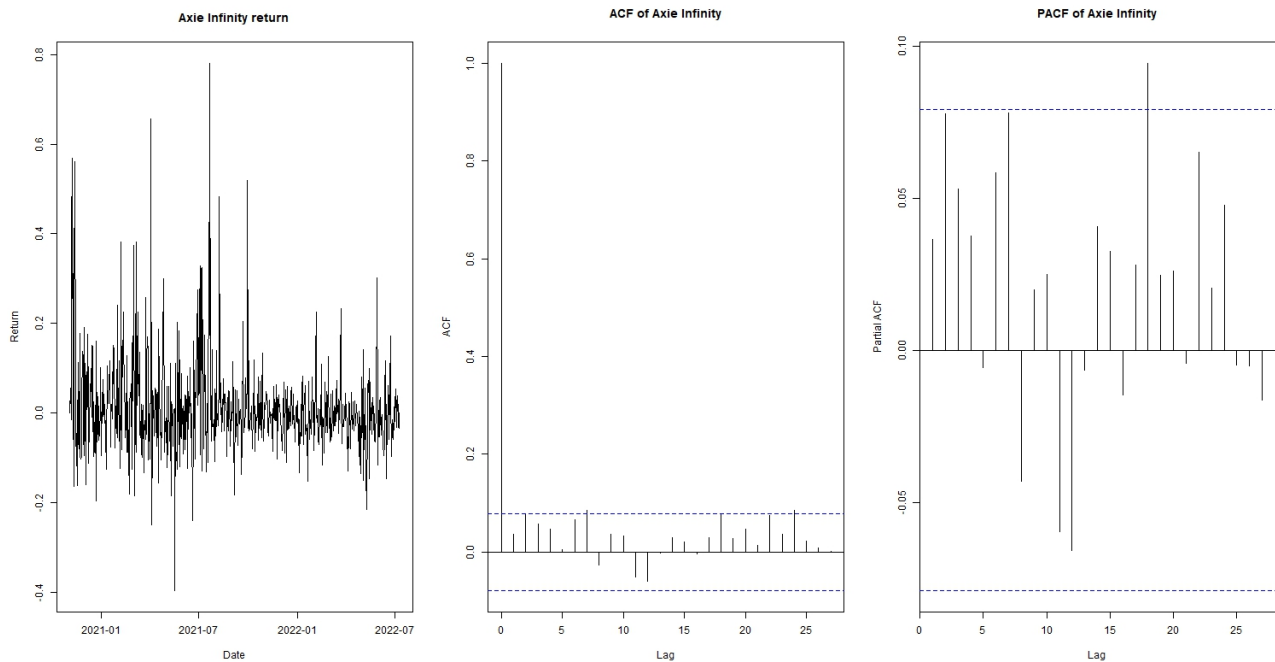 Axie Infinity return
Return
0.8
0.6
0.4
0.2
0.0
-0.2
-0.4
2021-01 2021-07 2022-01 2022-07
Date
ACF of Axie Infinity
ACF
1.0
0.8
0.6
0.4
0.2
0.0
0 5 10 15 20 25
Lag
PACF of Axie Infinity
Partial ACF
0.10
0.05
0.00
-0.05
0 5 10 15 20 25
Lag